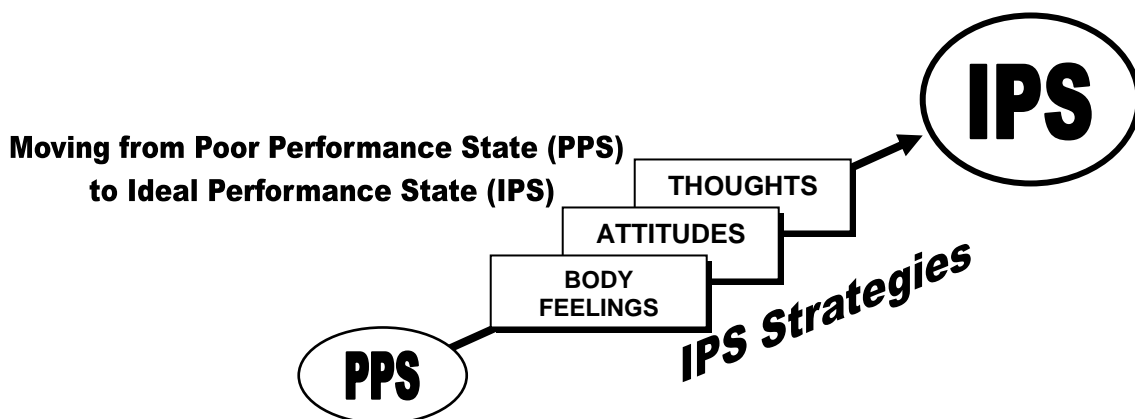 IPS
Moving from Poor Performance State (PPS)
to Ideal Performance State (IPS)
THOUGHTS
ATTITUDES
BODY
FEELINGS
IPS Strategies
PPS